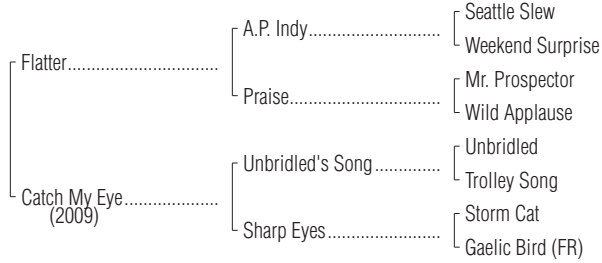 Seattle Slew
A.P. Indy..............................
Weekend Surprise
Flatter...................................
Mr. Prospector
Praise..................................
Wild Applause
Unbridled
Unbridled's Song...............
Trolley Song
Catch My Eye.....................
(2009)
Storm Cat
Sharp Eyes.........................
Gaelic Bird (FR)